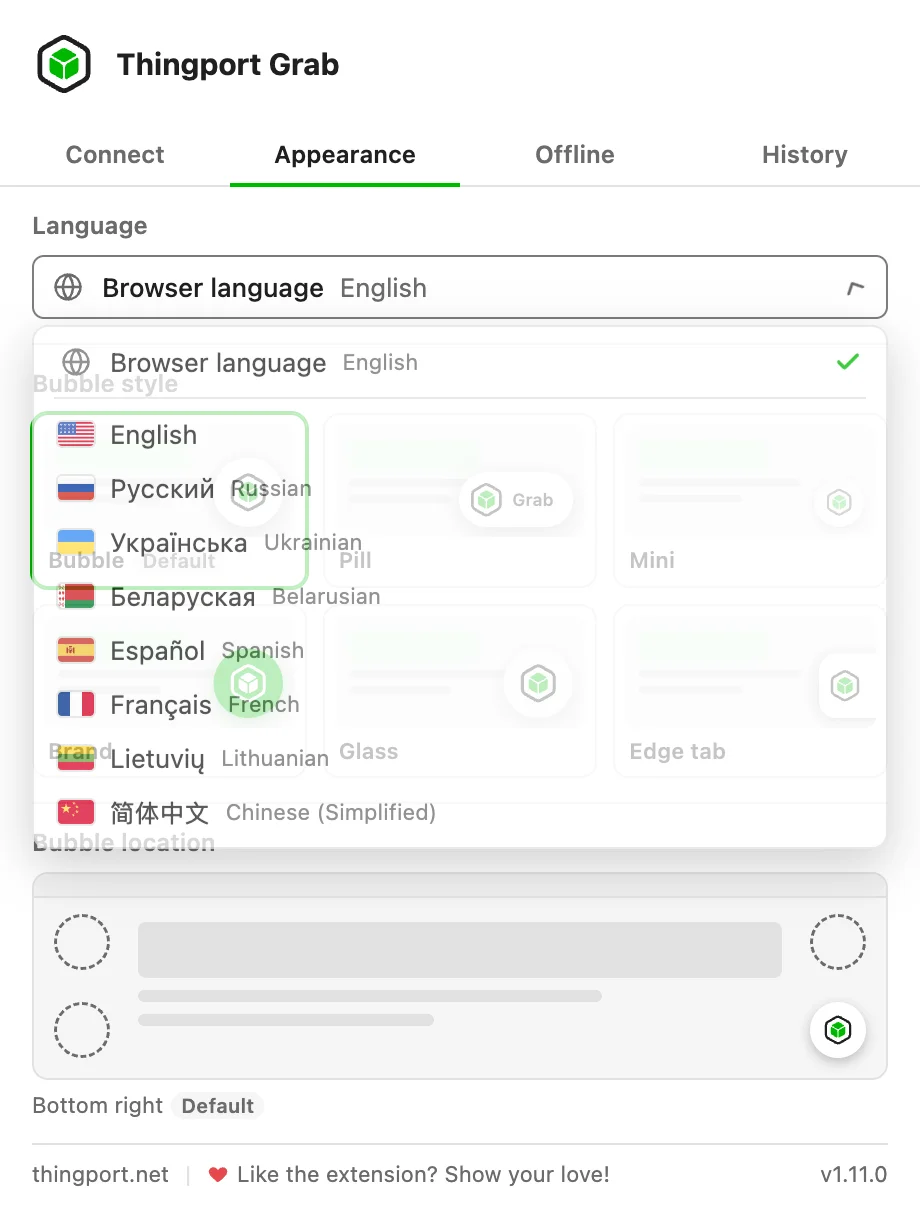 Thingport Grab
Connect Appearance Offline History
Language
Browser language English
Browser language English
Bubble style
English
Русский Russian
Grab
Українська Ukrainian
Bubble Default Pill Mini
Беларуская Belarusian
Español Spanish
Français French
Brand Glass Edge tab
Lietuvių Lithuanian
简体中文 Chinese (Simplified)
Bubble location
Bottom right Default
thingport.net Like the extension? Show your love! v1.11.0